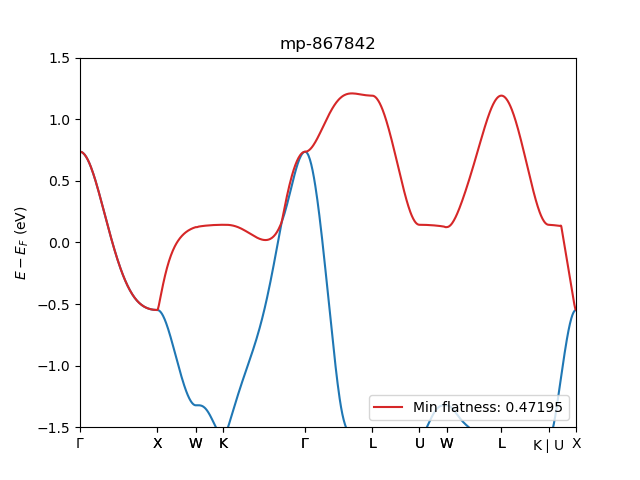 mp-867842
1.5
1.0
0.5
0.0
−0.5
−1.0
−1.5
E − E_F (eV)
Min flatness: 0.47195
Γ X W K Γ L U W L K | U X